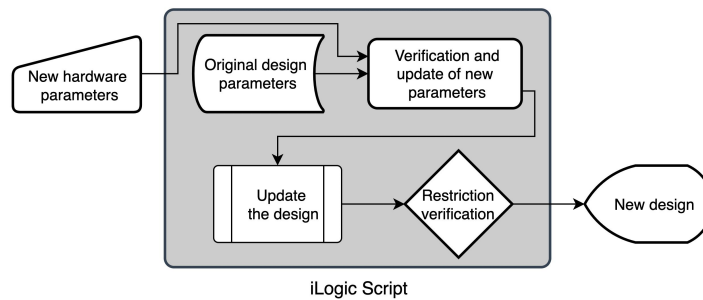 New hardware
parameters
Original design
parameters
Verification and
update of new
parameters
Update
the design
Restriction
verification
New design
iLogic Script